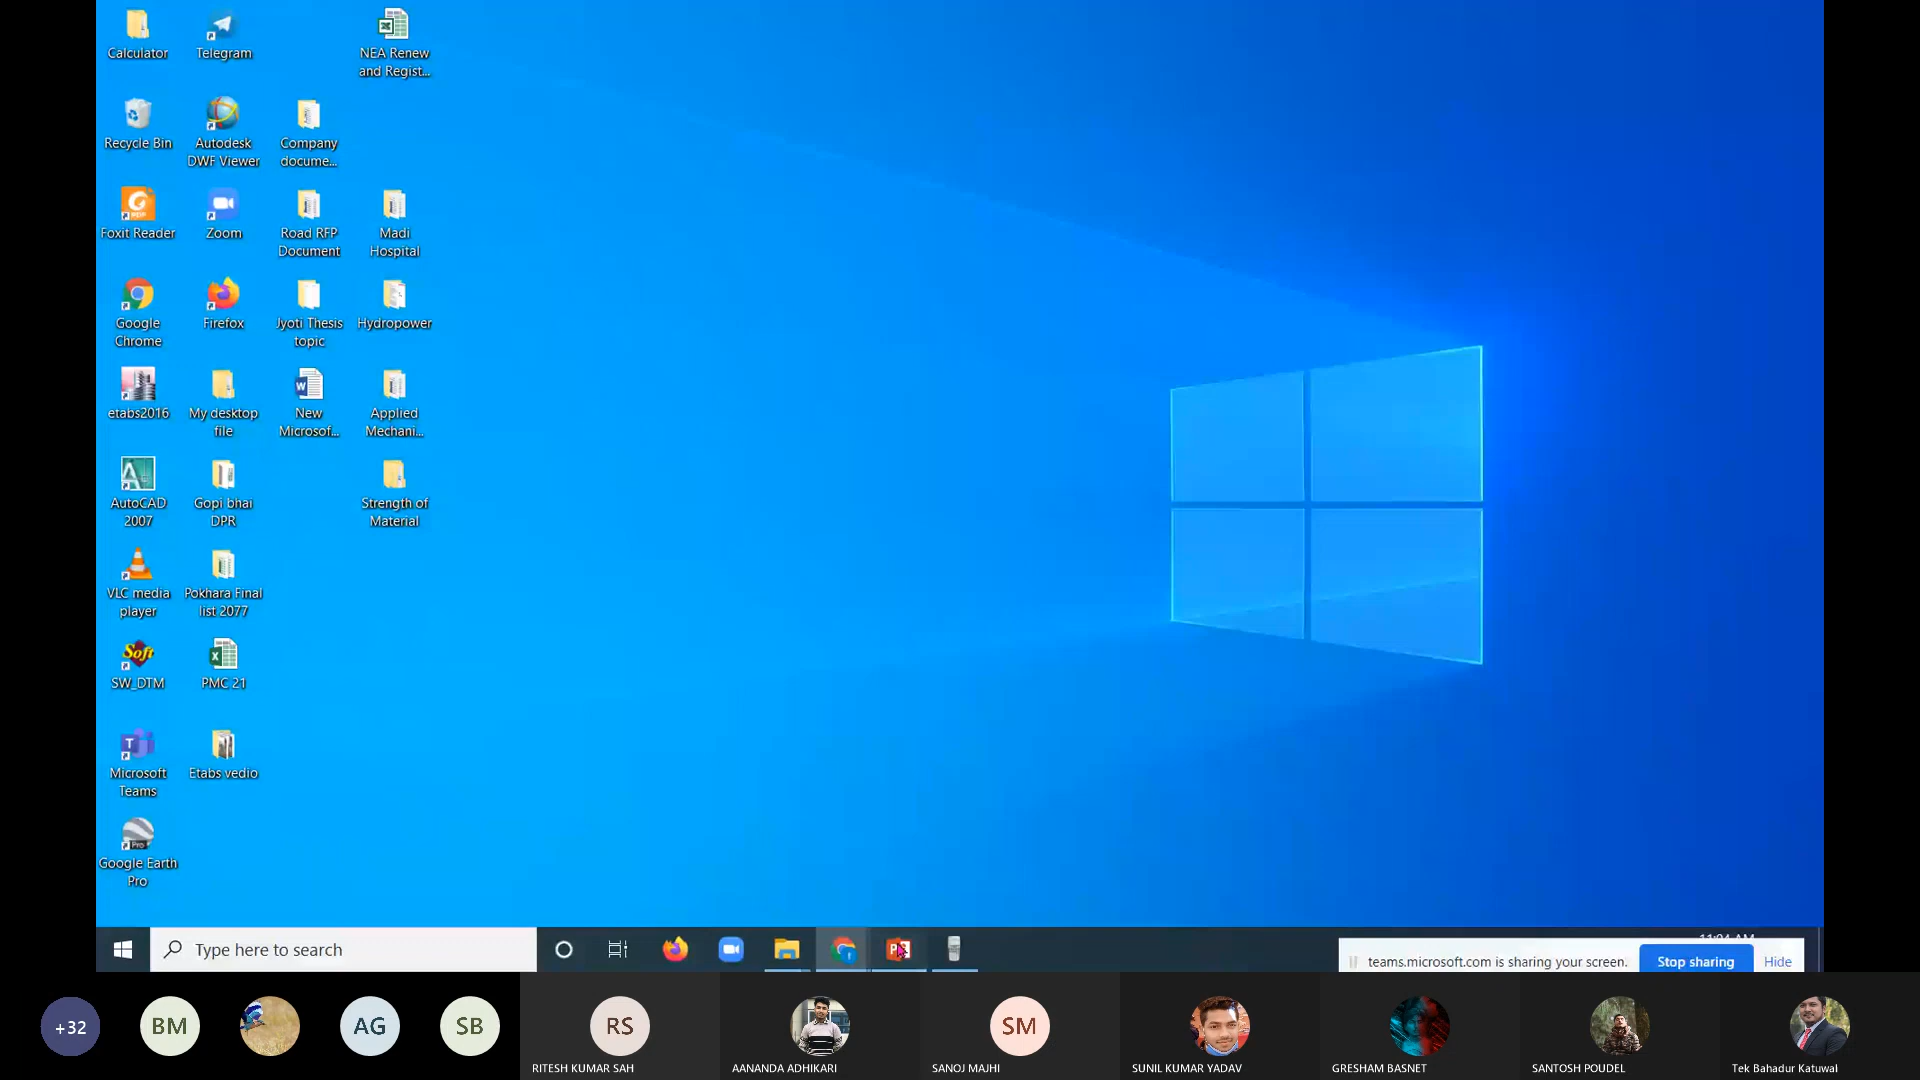 Calculator
Telegram
NEA Renew
and Regist...
Recycle Bin
Autodesk
DWF Viewer
Company
docume...
Foxit Reader
Zoom
Road RFP
Document
Madi
Hospital
Google
Chrome
Firefox
Jyoti Thesis
topic
Hydropower
etabs2016
My desktop
file
New
Microsof...
Applied
Mechani...
AutoCAD
2007
Gopi bhai
DPR
Strength of
Material
VLC media
player
Pokhara Final
list 2077
Soft
SW_DTM
PMC 21
Microsoft
Teams
Etabs vedio
Google Earth
Pro
Type here to search
11:04 AM
teams.microsoft.com is sharing your screen.
Stop sharing
Hide
+32
BM
AG
SB
RS
SM
RITESH KUMAR SAH
AANANDA ADHIKARI
SANOJ MAJHI
SUNIL KUMAR YADAV
GRESHAM BASNET
SANTOSH POUDEL
Tek Bahadur Katuwal